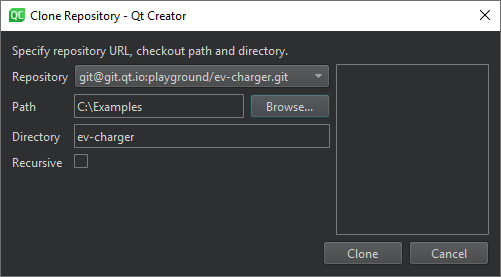 QC Clone Repository - Qt Creator
Specify repository URL, checkout path and directory.
Repository git@git.qt.io:playground/ev-charger.git
Path C:\Examples Browse...
Directory ev-charger
Recursive
Clone Cancel